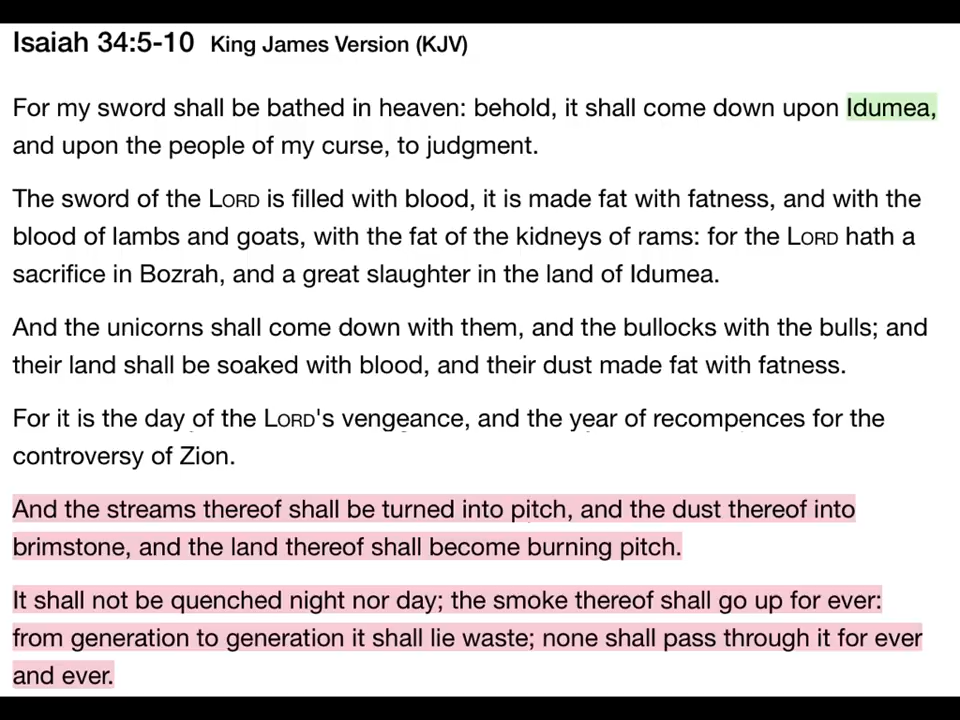 Isaiah 34:5-10 King James Version (KJV)
For my sword shall be bathed in heaven: behold, it shall come down upon Idumea,
and upon the people of my curse, to judgment.
The sword of the LORD is filled with blood, it is made fat with fatness, and with the
blood of lambs and goats, with the fat of the kidneys of rams: for the LORD hath a
sacrifice in Bozrah, and a great slaughter in the land of Idumea.
And the unicorns shall come down with them, and the bullocks with the bulls; and
their land shall be soaked with blood, and their dust made fat with fatness.
For it is the day of the LORD's vengeance, and the year of recompences for the
controversy of Zion.
And the streams thereof shall be turned into pitch, and the dust thereof into
brimstone, and the land thereof shall become burning pitch.
It shall not be quenched night nor day; the smoke thereof shall go up for ever:
from generation to generation it shall lie waste; none shall pass through it for ever
and ever.